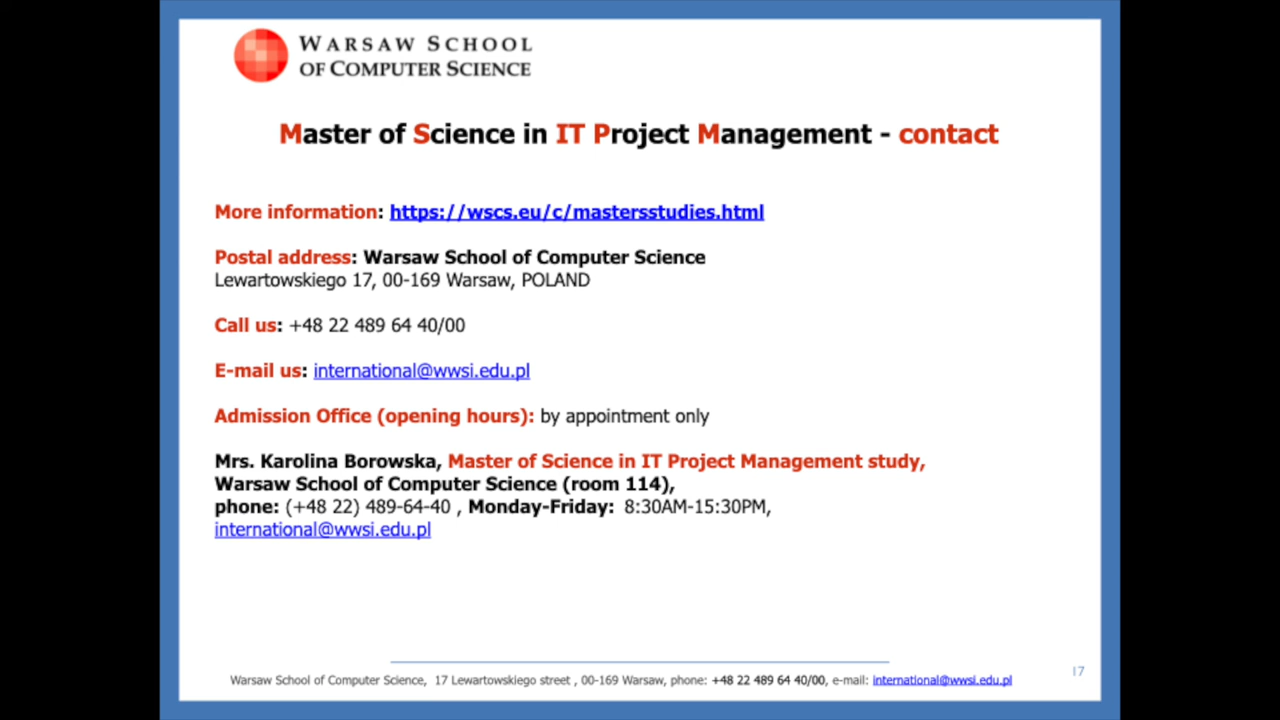 WARSAW SCHOOL
OF COMPUTER SCIENCE
Master of Science in IT Project Management - contact
More information: https://wscs.eu/c/mastersstudies.html
Postal address: Warsaw School of Computer Science
Lewartowskiego 17, 00-169 Warsaw, POLAND
Call us: +48 22 489 64 40/00
E-mail us: international@wwsi.edu.pl
Admission Office (opening hours): by appointment only
Mrs. Karolina Borowska, Master of Science in IT Project Management study,
Warsaw School of Computer Science (room 114),
phone: (+48 22) 489-64-40 , Monday-Friday: 8:30AM-15:30PM,
international@wwsi.edu.pl
17
Warsaw School of Computer Science, 17 Lewartowskiego street , 00-169 Warsaw, phone: +48 22 489 64 40/00, e-mail: international@wwsi.edu.pl